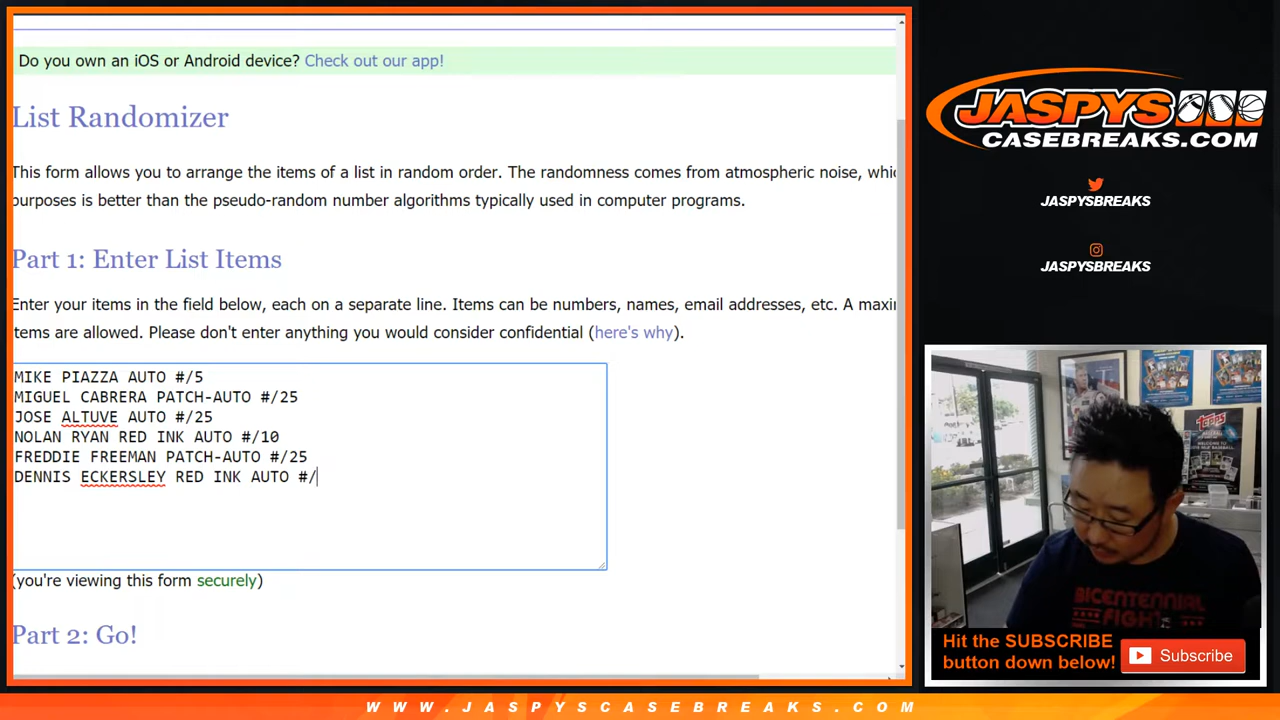 Do you own an iOS or Android device? Check out our app!
List Randomizer
This form allows you to arrange the items of a list in random order. The randomness comes from atmospheric noise,
purposes is better than the pseudo-random number algorithms typically used in computer programs.
Part 1: Enter List Items
Enter your items in the field below, each on a separate line. Items can be numbers, names, email addresses, etc. A
items are allowed. Please don't enter anything you would consider confidential (here's why).
MIKE PIAZZA AUTO #/5
MIGUEL CABRERA PATCH-AUTO #/25
JOSE ALTUVE AUTO #/25
NOLAN RYAN RED INK AUTO #/10
FREDDIE FREEMAN PATCH-AUTO #/25
DENNIS ECKERSLEY RED INK AUTO #/
(you're viewing this form securely)
Part 2: Go!
JASPYS
CASEBREAKS.COM
JASPYSBREAKS
JASPYSBREAKS
Topps
BICENTENNIAL
FIGHT
Hit the SUBSCRIBE
button down below!
Subscribe
WWW.JASPYSCASEBREAKS.COM